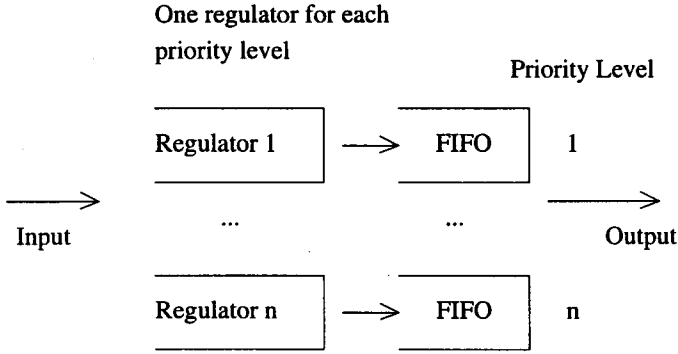 One regulator for each
priority level
Priority Level
Regulator 1
FIFO
1
...
...
Input
Output
Regulator n
FIFO
n